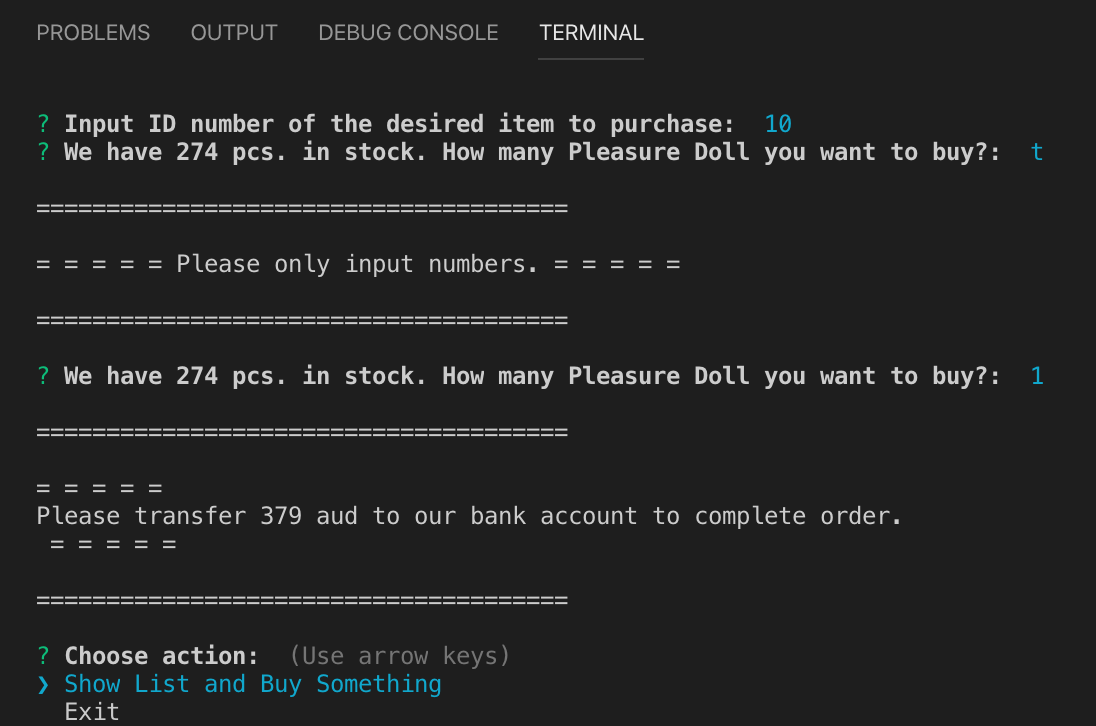 PROBLEMS OUTPUT DEBUG CONSOLE TERMINAL
? Input ID number of the desired item to purchase: 10
? We have 274 pcs. in stock. How many Pleasure Doll you want to buy?: t
======================================
= = = = = Please only input numbers. = = = = =
======================================
? We have 274 pcs. in stock. How many Pleasure Doll you want to buy?: 1
======================================
= = = = =
Please transfer 379 aud to our bank account to complete order.
= = = = =
======================================
? Choose action: (Use arrow keys)
❯ Show List and Buy Something
Exit